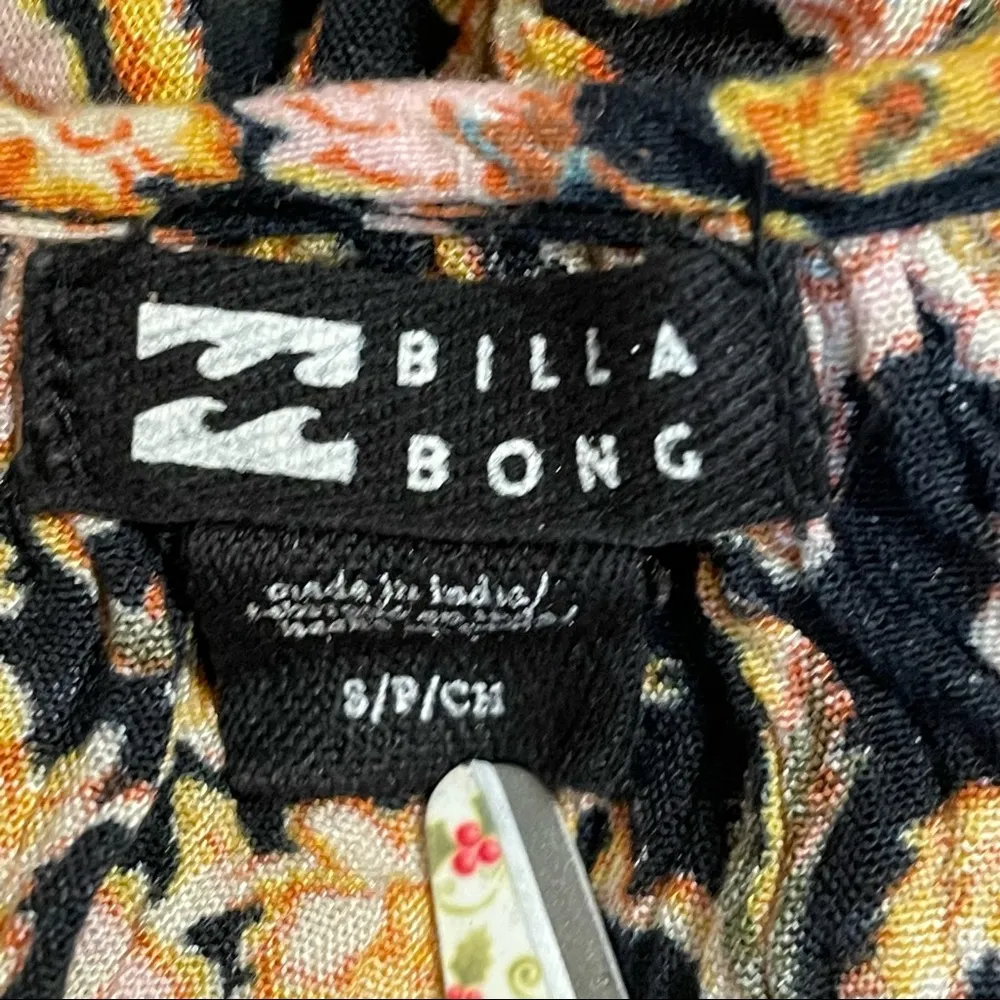 BILLA
BONG
made in india/
S/P/CH